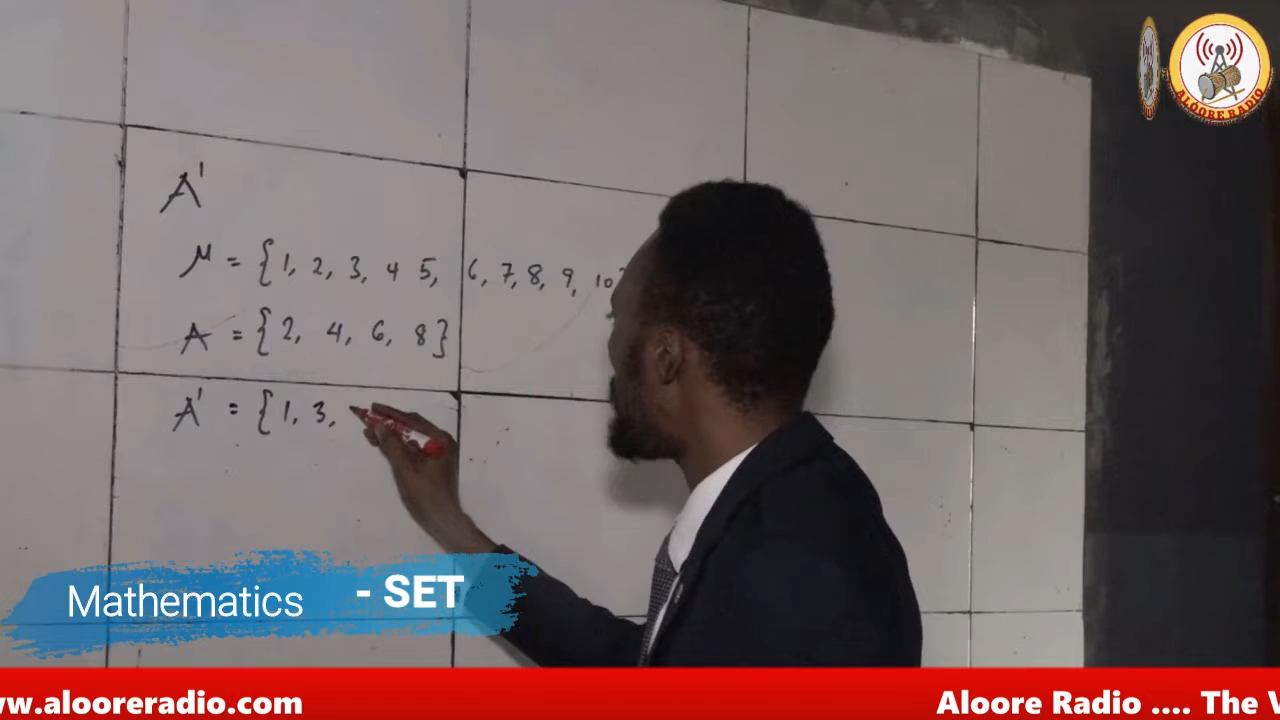 ALOORE RADIO
A'
μ = {1, 2, 3, 4 5, 6, 7, 8, 9, 10}
A = {2, 4, 6, 8}
A' = {1, 3,
Mathematics - SET
ww.alooreradio.com
Aloore Radio .... The V